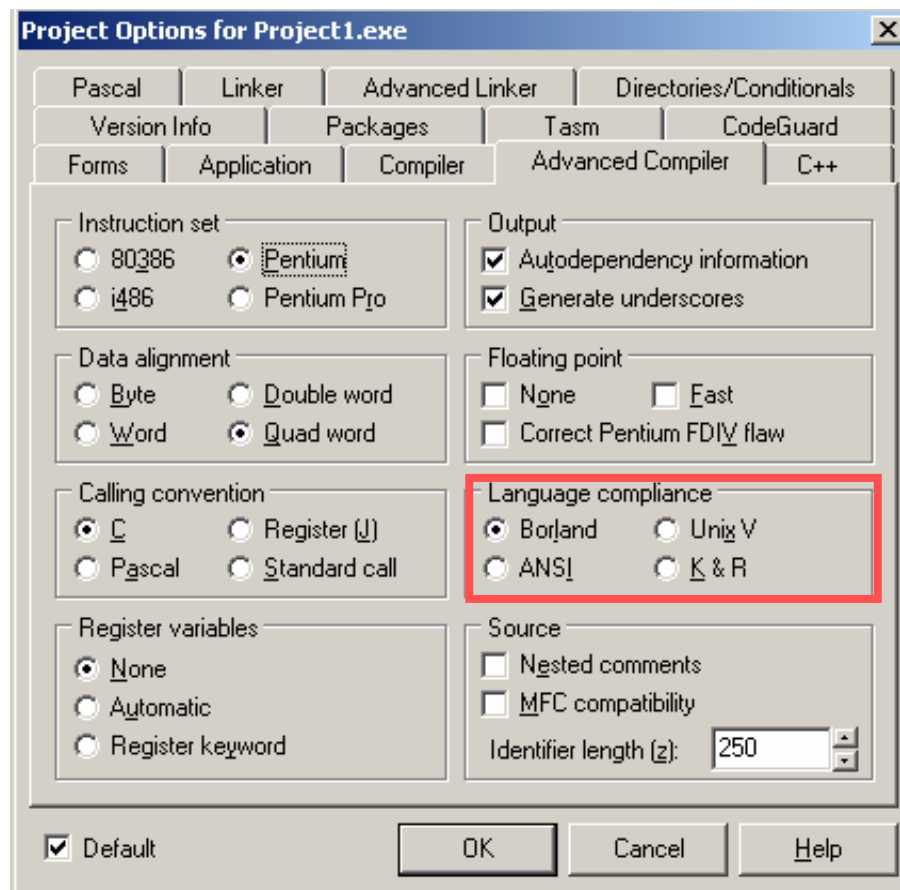 Project Options for Project1.exe
Pascal Linker Advanced Linker Directories/Conditionals
Version Info Packages Tasm CodeGuard
Forms Application Compiler Advanced Compiler C++
Instruction set
80386 Pentium
i486 Pentium Pro
Output
Autodependency information
Generate underscores
Data alignment
Byte Double word
Word Quad word
Floating point
None Fast
Correct Pentium FDIV flaw
Calling convention
C Register (J)
Pascal Standard call
Language compliance
Borland Unix V
ANSI K & R
Register variables
None
Automatic
Register keyword
Source
Nested comments
MFC compatibility
Identifier length (z): 250
Default OK Cancel Help